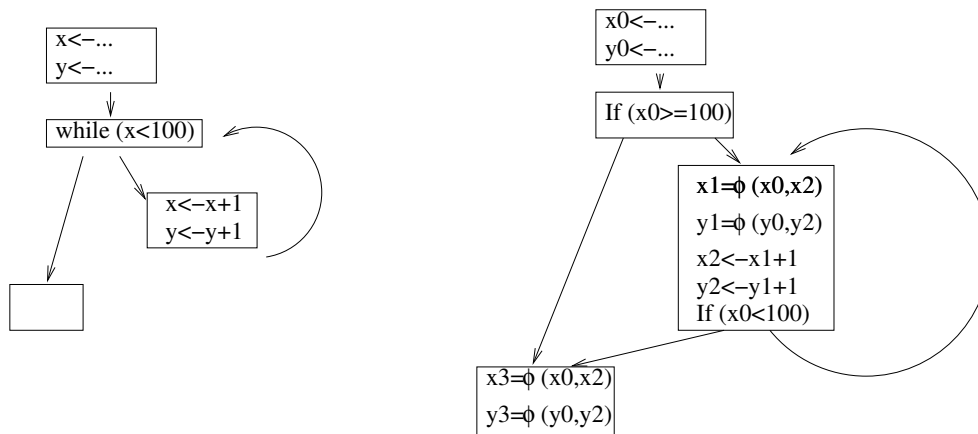 x<−...
y<−...
while (x<100)
x<−x+1
y<−y+1
x0<−...
y0<−...
If (x0>=100)
x1=ϕ (x0,x2)
y1=ϕ (y0,y2)
x2<−x1+1
y2<−y1+1
If (x0<100)
x3=ϕ (x0,x2)
y3=ϕ (y0,y2)